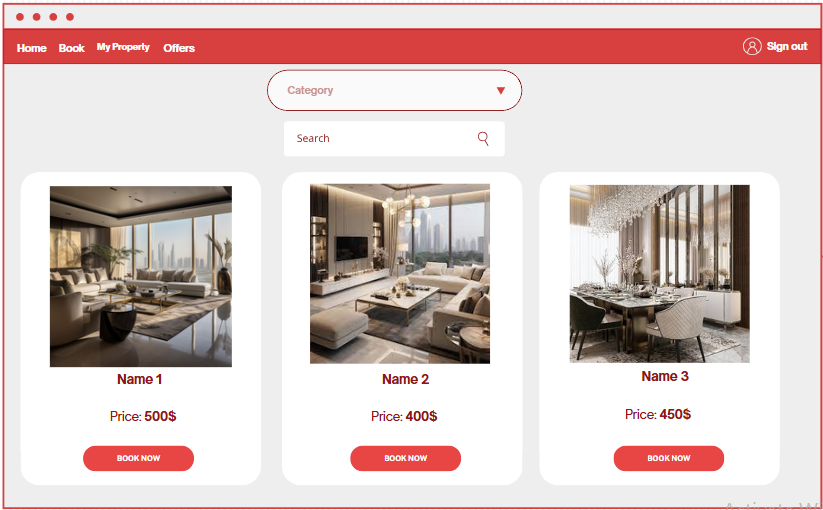 Home Book My Property Offers Sign out
Category
Search
Name 1 Name 2 Name 3
Price: 500$ Price: 400$ Price: 450$
BOOK NOW BOOK NOW BOOK NOW